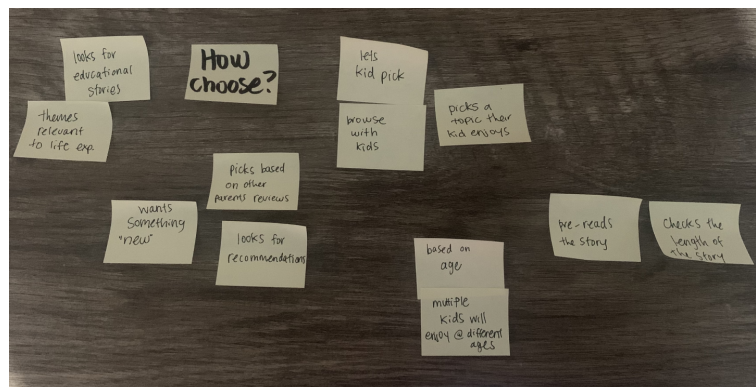 looks for
educational
stories
How
choose?
lets
kid pick
themes
relevant
to life exp.
browse
with
kids
picks a
topic their
kid enjoys
picks based
on other
parents reviews
wants
something
"new"
looks for
recommendations
pre-reads
the story
checks the
length of
the story
based on
age
multiple
kids will
enjoy @ different
ages